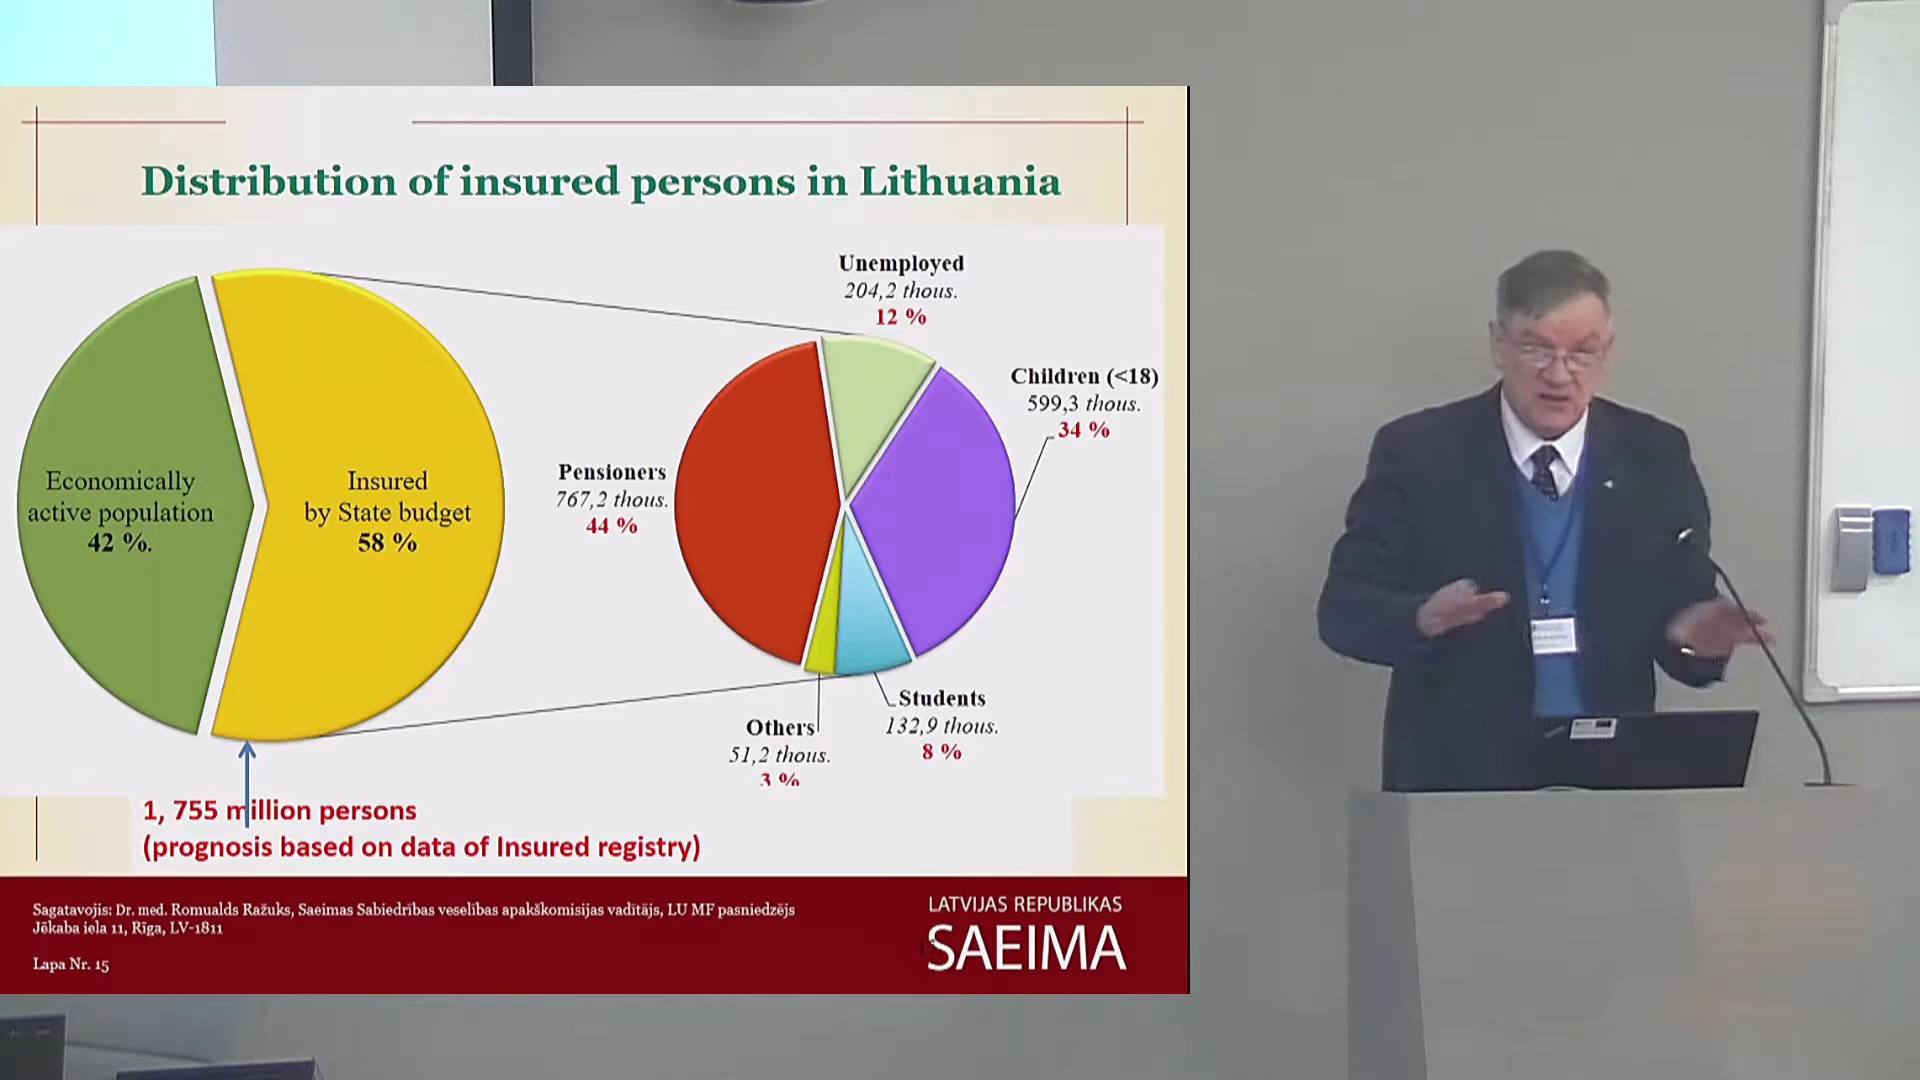 Distribution of insured persons in Lithuania
Unemployed
204,2 thous.
12 %
Children (<18)
599,3 thous.
34 %
Pensioners
767,2 thous.
44 %
Economically
active population
42 %.
Insured
by State budget
58 %
Students
132,9 thous.
8 %
Others
51,2 thous.
3 %
1, 755 million persons
(prognosis based on data of Insured registry)
Sagatavojis: Dr. med. Romualds Ražuks, Saeimas Sabiedrības veselības apakškomisijas vadītājs, LU MF pasniedzējs
Jēkaba iela 11, Rīga, LV-1811
Lapa Nr. 15
LATVIJAS REPUBLIKAS
SAEIMA